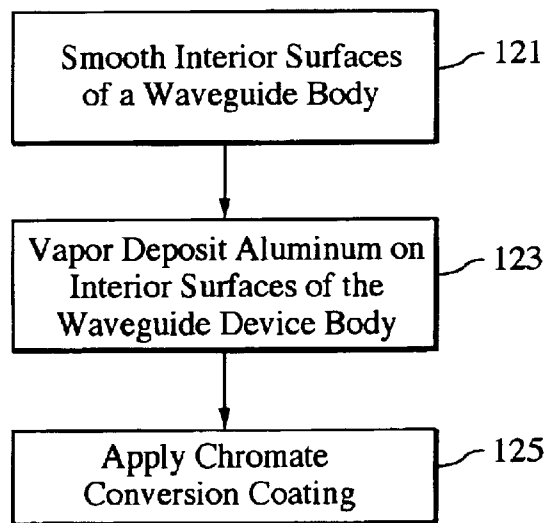 Smooth Interior Surfaces
of a Waveguide Body
121
Vapor Deposit Aluminum on
Interior Surfaces of the
Waveguide Device Body
123
Apply Chromate
Conversion Coating
125